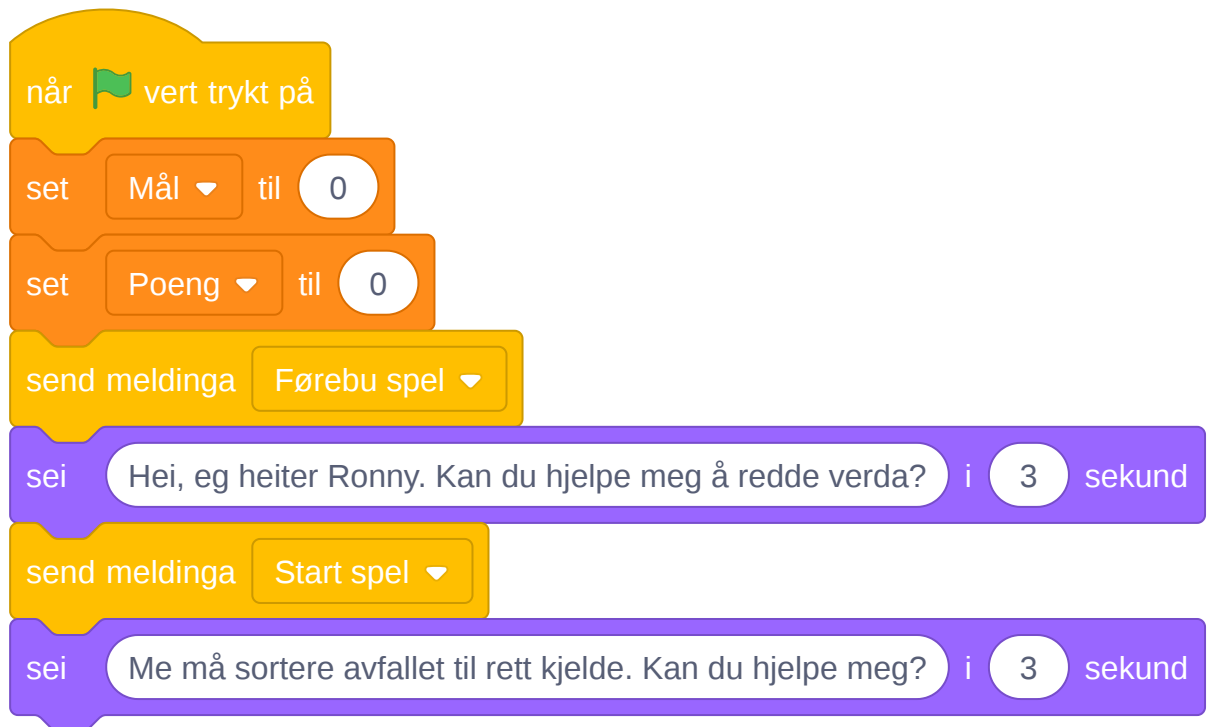 når vert trykt på
set Mål til 0
set Poeng til 0
send meldinga Førebu spel
sei Hei, eg heiter Ronny. Kan du hjelpe meg å redde verda? i 3 sekund
send meldinga Start spel
sei Me må sortere avfallet til rett kjelde. Kan du hjelpe meg? i 3 sekund